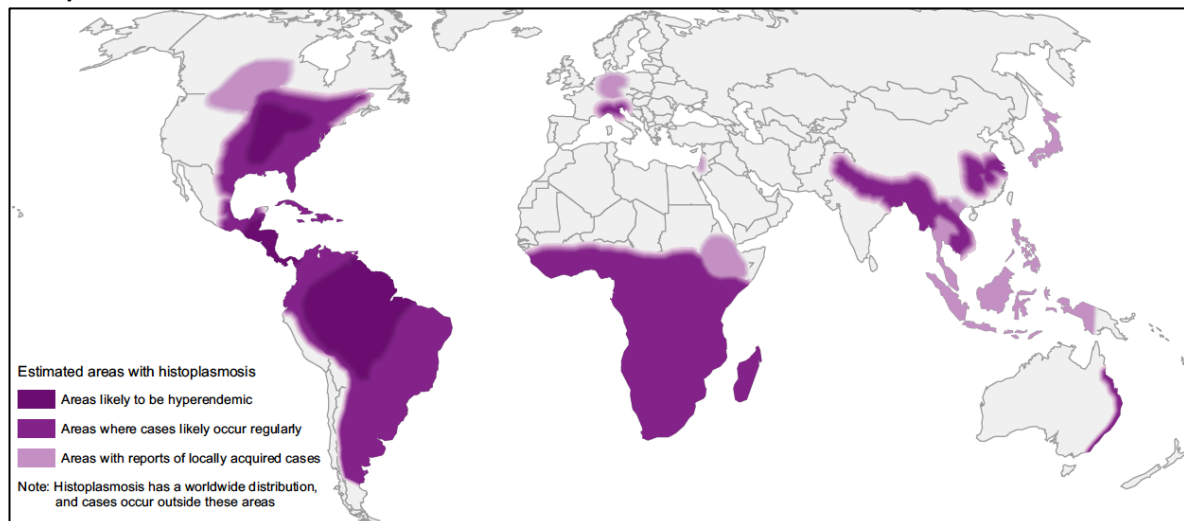 Estimated areas with histoplasmosis
Areas likely to be hyperendemic
Areas where cases likely occur regularly
Areas with reports of locally acquired cases
Note: Histoplasmosis has a worldwide distribution,
and cases occur outside these areas